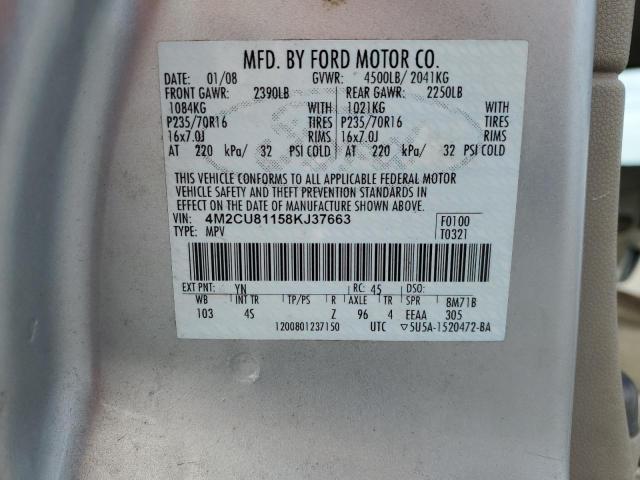 MFD. BY FORD MOTOR CO.
DATE: 01/08 GVWR: 4500LB/ 2041KG
FRONT GAWR: 2390LB REAR GAWR: 2250LB
1084KG WITH 1021KG WITH
P235/70R16 TIRES P235/70R16 TIRES
16x7.0J RIMS 16x7.0J RIMS
AT 220 kPa/ 32 PSI COLD AT 220 kPa/ 32 PSI COLD
THIS VEHICLE CONFORMS TO ALL APPLICABLE FEDERAL MOTOR
VEHICLE SAFETY AND THEFT PREVENTION STANDARDS IN
EFFECT ON THE DATE OF MANUFACTURE SHOWN ABOVE.
VIN: 4M2CU81158KJ37663 F0100
TYPE: MPV T0321
EXT PNT: YN RC: 45 DSO:
WB INT TR TP/PS R AXLE TR SPR 8M71B
103 4S Z 96 4 EEAA 305
1200801237150 UTC ▽5U5A-1520472-BA